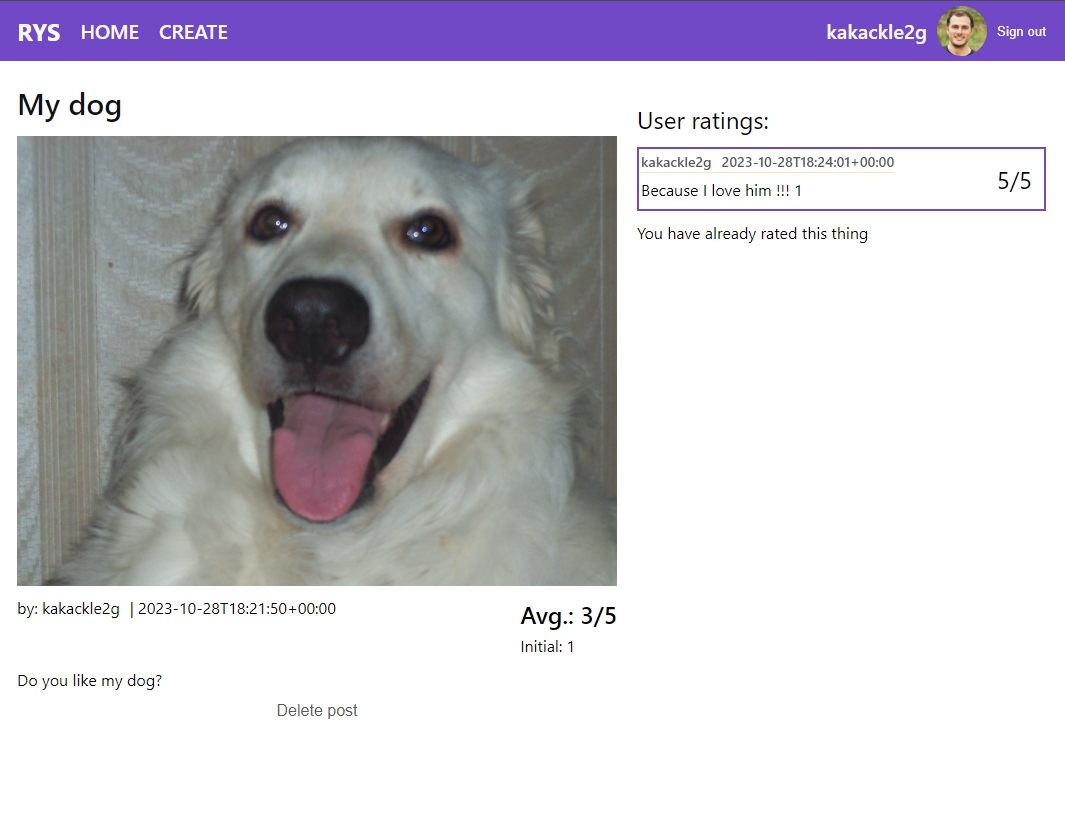 RYS HOME CREATE kakackle2g Sign out
My dog
by: kakackle2g | 2023-10-28T18:21:50+00:00
Avg.: 3/5
Initial: 1
Do you like my dog?
Delete post
User ratings:
kakackle2g 2023-10-28T18:24:01+00:00
Because I love him !!! 1
5/5
You have already rated this thing